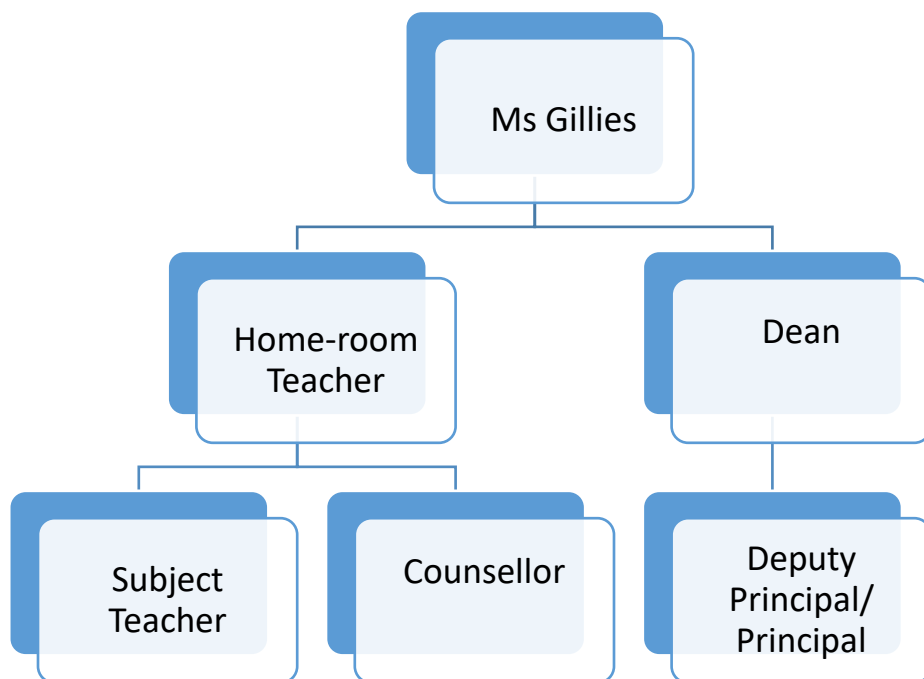 Ms Gillies
Home-room
Teacher
Dean
Subject
Teacher
Counsellor
Deputy
Principal/
Principal